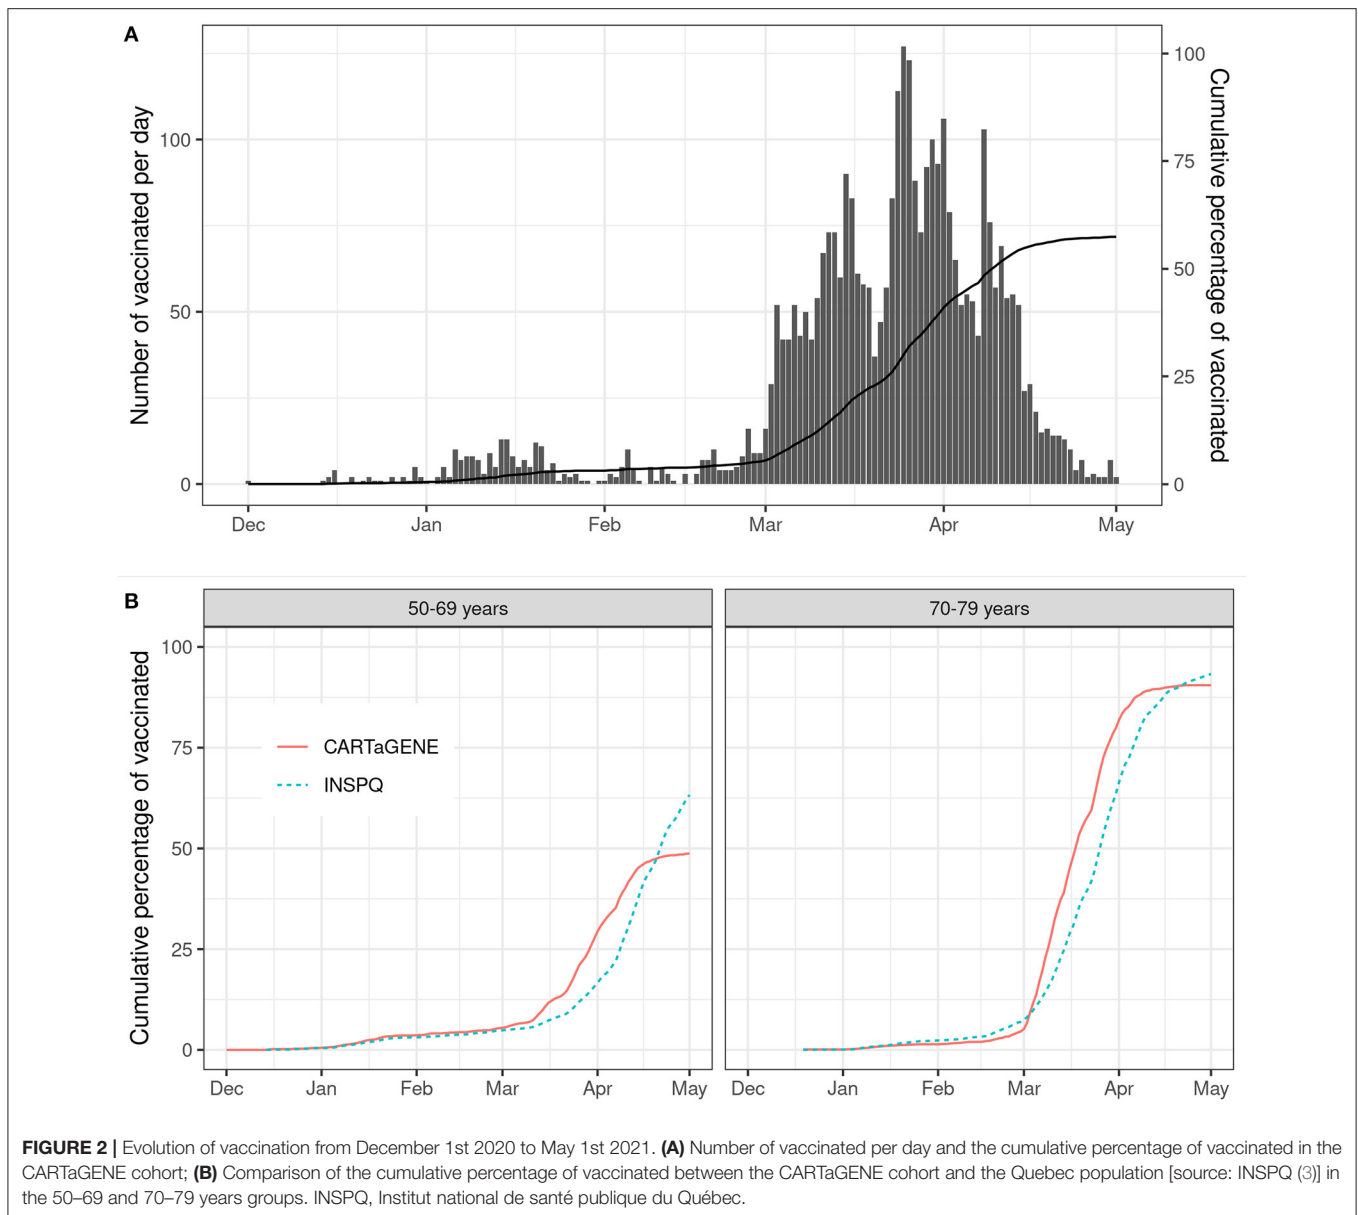 A
Number of vaccinated per day
100
50
0
100
75
50
25
0
Cumulative percentage of vaccinated
Dec Jan Feb Mar Apr May
B
50-69 years 70-79 years
Cumulative percentage of vaccinated
100
75
50
25
0
CARTaGENE
INSPQ
Dec Jan Feb Mar Apr May Dec Jan Feb Mar Apr May
FIGURE 2 | Evolution of vaccination from December 1st 2020 to May 1st 2021. (A) Number of vaccinated per day and the cumulative percentage of vaccinated in the
CARTaGENE cohort; (B) Comparison of the cumulative percentage of vaccinated between the CARTaGENE cohort and the Quebec population [source: INSPQ (3)] in
the 50–69 and 70–79 years groups. INSPQ, Institut national de santé publique du Québec.